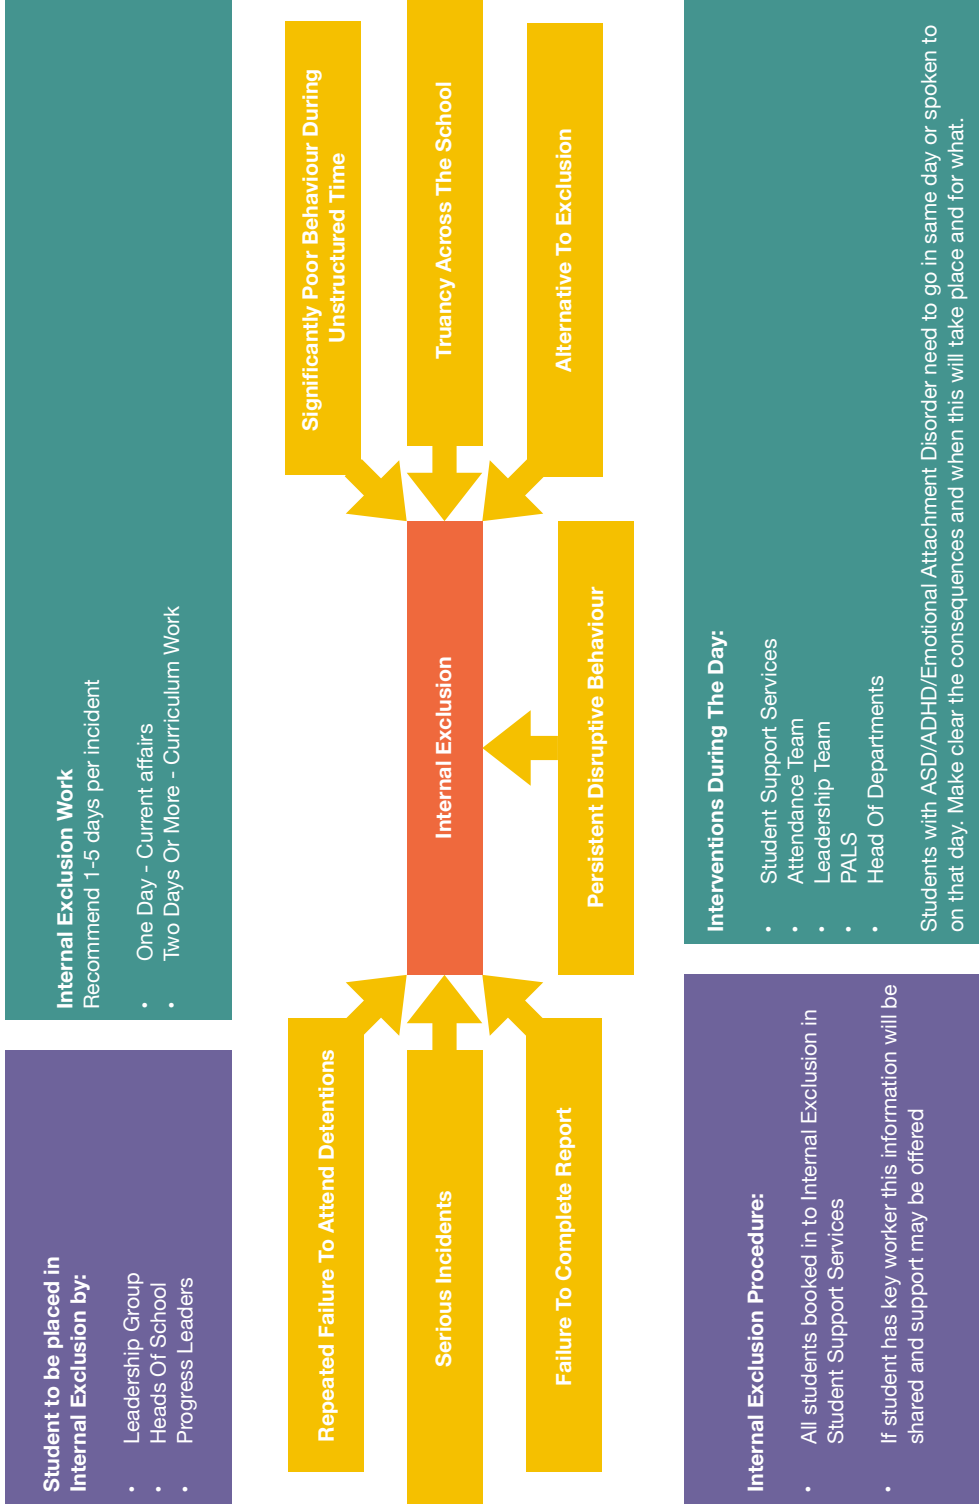 Student to be placed in
Internal Exclusion by:
• Leadership Group
• Heads Of School
• Progress Leaders
Internal Exclusion Work
Recommend 1-5 days per incident
• One Day - Current affairs
• Two Days Or More - Curriculum Work
Repeated Failure To Attend Detentions
Serious Incidents
Failure To Complete Report
Internal Exclusion
Persistent Disruptive Behaviour
Significantly Poor Behaviour During
Unstructured Time
Truancy Across The School
Alternative To Exclusion
Internal Exclusion Procedure:
• All students booked in to Internal Exclusion in
Student Support Services
• If student has key worker this information will be
shared and support may be offered
Interventions During The Day:
• Student Support Services
• Attendance Team
• Leadership Team
• PALS
• Head Of Departments
Students with ASD/ADHD/Emotional Attachment Disorder need to go in same day or spoken to
on that day. Make clear the consequences and when this will take place and for what.